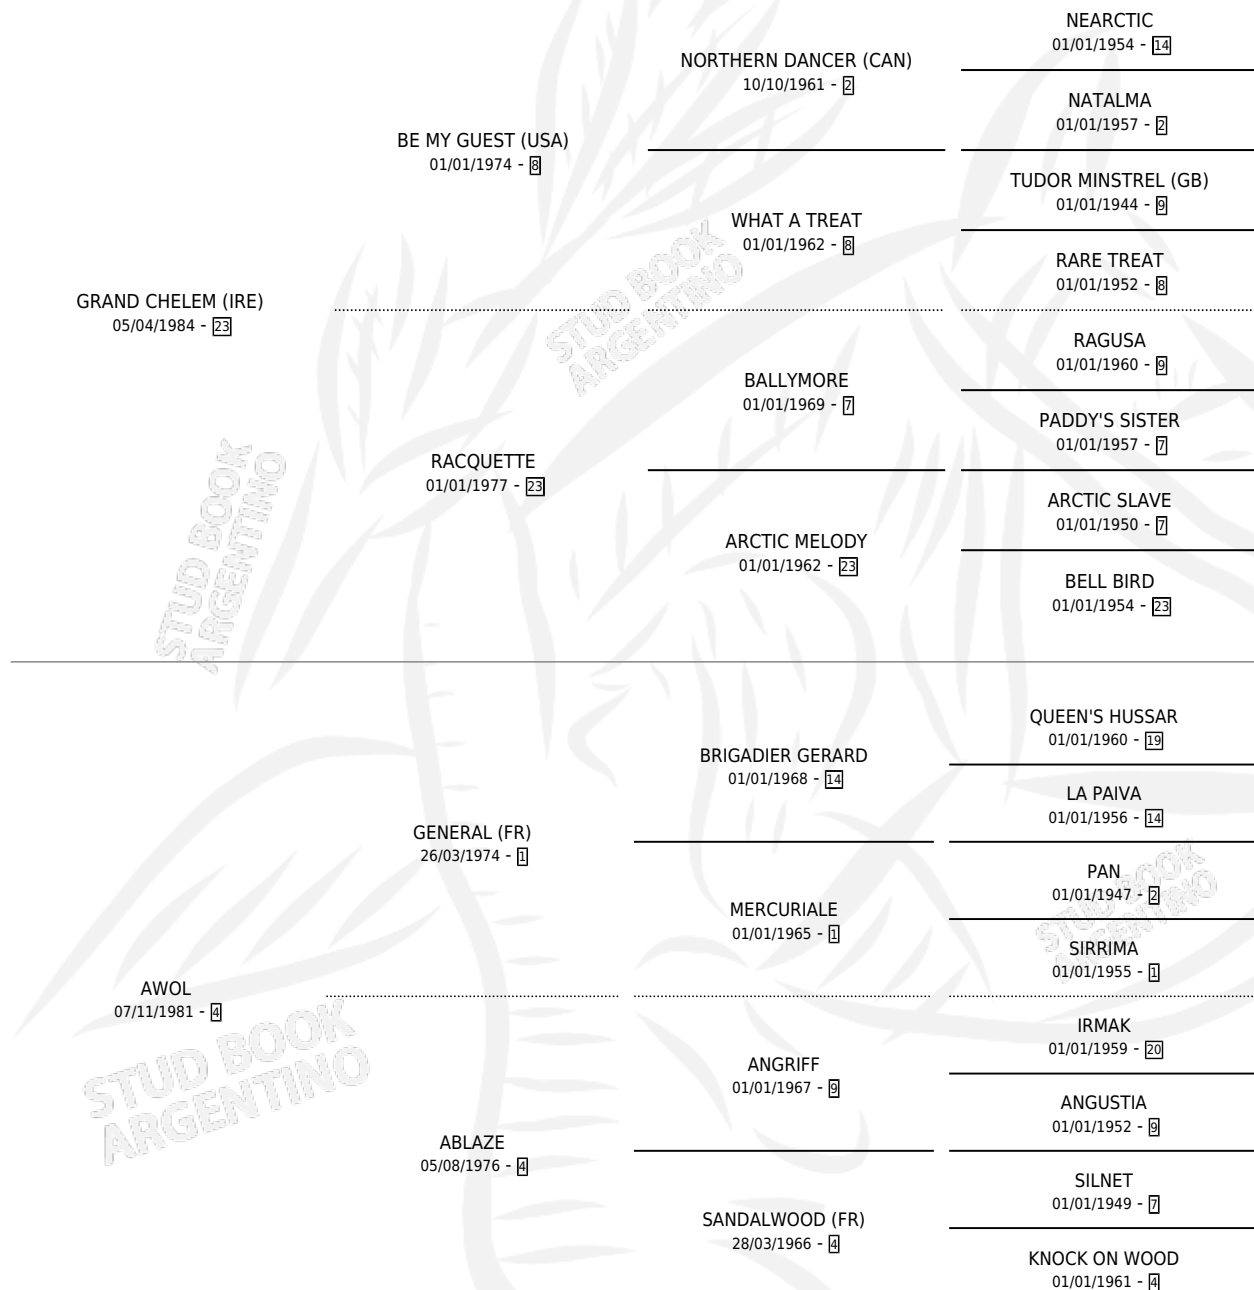 NEARCTIC
01/01/1954 - 14
NORTHERN DANCER (CAN)
10/10/1961 - 2
NATALMA
01/01/1957 - 2
BE MY GUEST (USA)
01/01/1974 - 8
TUDOR MINSTREL (GB)
01/01/1944 - 9
WHAT A TREAT
01/01/1962 - 8
RARE TREAT
01/01/1952 - 8
GRAND CHELEM (IRE)
05/04/1984 - 23
RAGUSA
01/01/1960 - 9
BALLYMORE
01/01/1969 - 7
PADDY'S SISTER
01/01/1957 - 7
RACQUETTE
01/01/1977 - 23
ARCTIC SLAVE
01/01/1950 - 7
ARCTIC MELODY
01/01/1962 - 23
BELL BIRD
01/01/1954 - 23
QUEEN'S HUSSAR
01/01/1960 - 19
BRIGADIER GERARD
01/01/1968 - 14
LA PAIVA
01/01/1956 - 14
GENERAL (FR)
26/03/1974 - 1
PAN
01/01/1947 - 2
MERCURIALE
01/01/1965 - 1
SIRRIMA
01/01/1955 - 1
AWOL
07/11/1981 - 4
IRMAK
01/01/1959 - 20
ANGRIFF
01/01/1967 - 9
ANGUSTIA
01/01/1952 - 9
ABLAZE
05/08/1976 - 4
SILNET
01/01/1949 - 7
SANDALWOOD (FR)
28/03/1966 - 4
KNOCK ON WOOD
01/01/1961 - 4
STUD BOOK
ARGENTINO
STUD BOOK
ARGENTINO
STUD BOOK
ARGENTINO
STUD BOOK
ARGENTINO